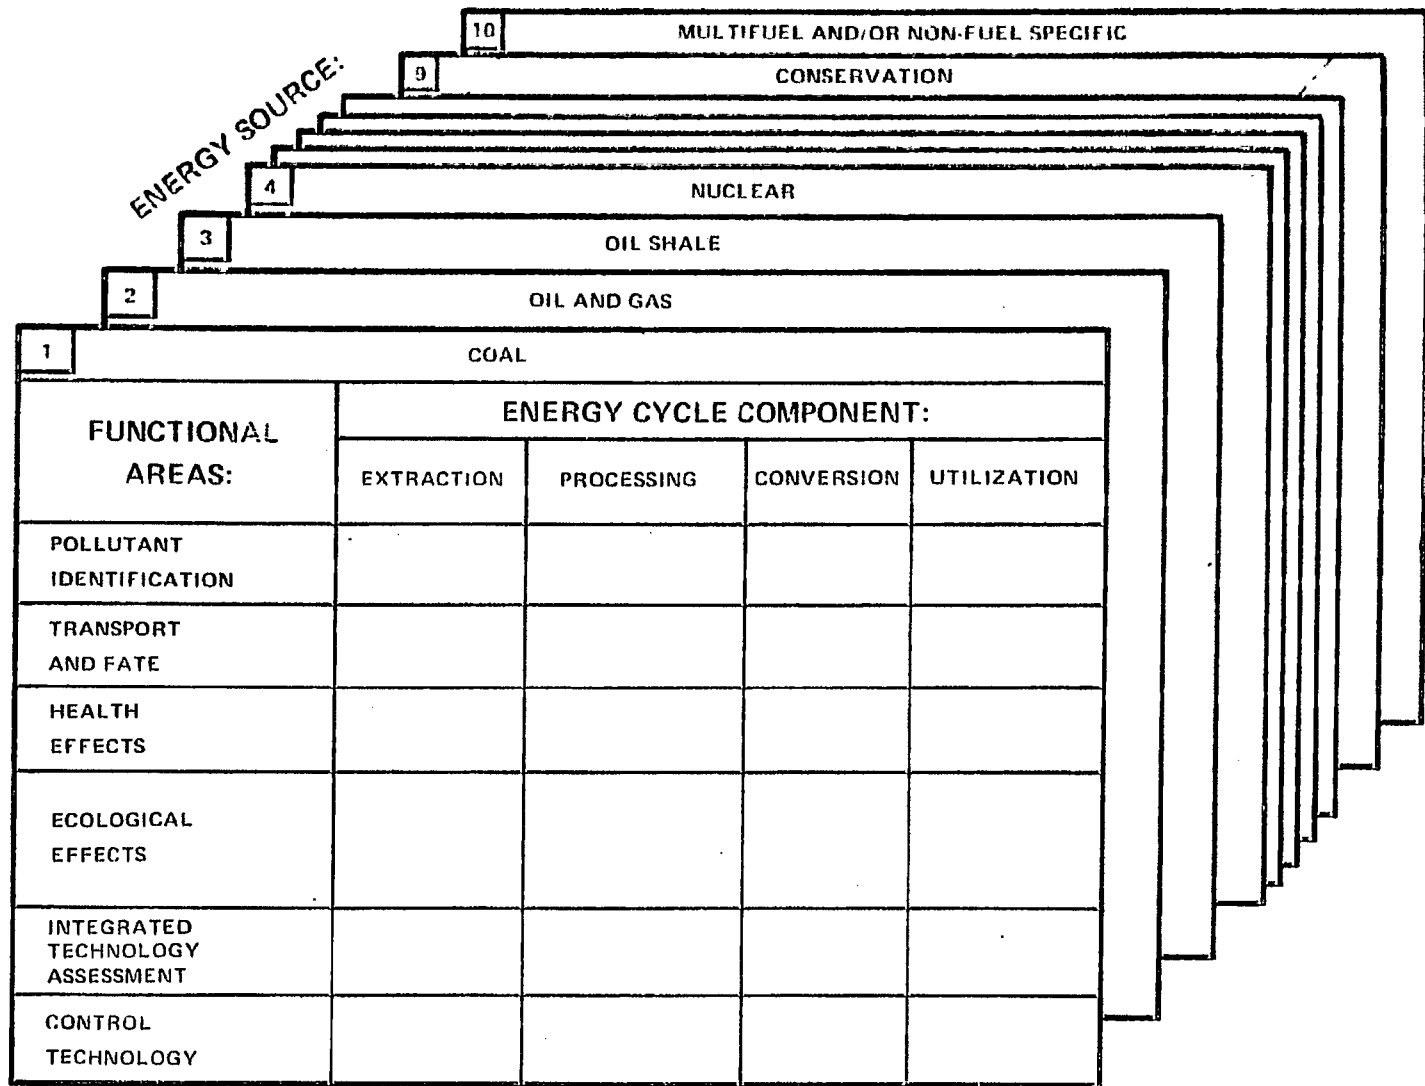 10 MULTIFUEL AND/OR NON-FUEL SPECIFIC
9 CONSERVATION
ENERGY SOURCE:
4 NUCLEAR
3 OIL SHALE
2 OIL AND GAS
1 COAL
FUNCTIONAL
AREAS:
ENERGY CYCLE COMPONENT:
EXTRACTION PROCESSING CONVERSION UTILIZATION
POLLUTANT
IDENTIFICATION
TRANSPORT
AND FATE
HEALTH
EFFECTS
ECOLOGICAL
EFFECTS
INTEGRATED
TECHNOLOGY
ASSESSMENT
CONTROL
TECHNOLOGY